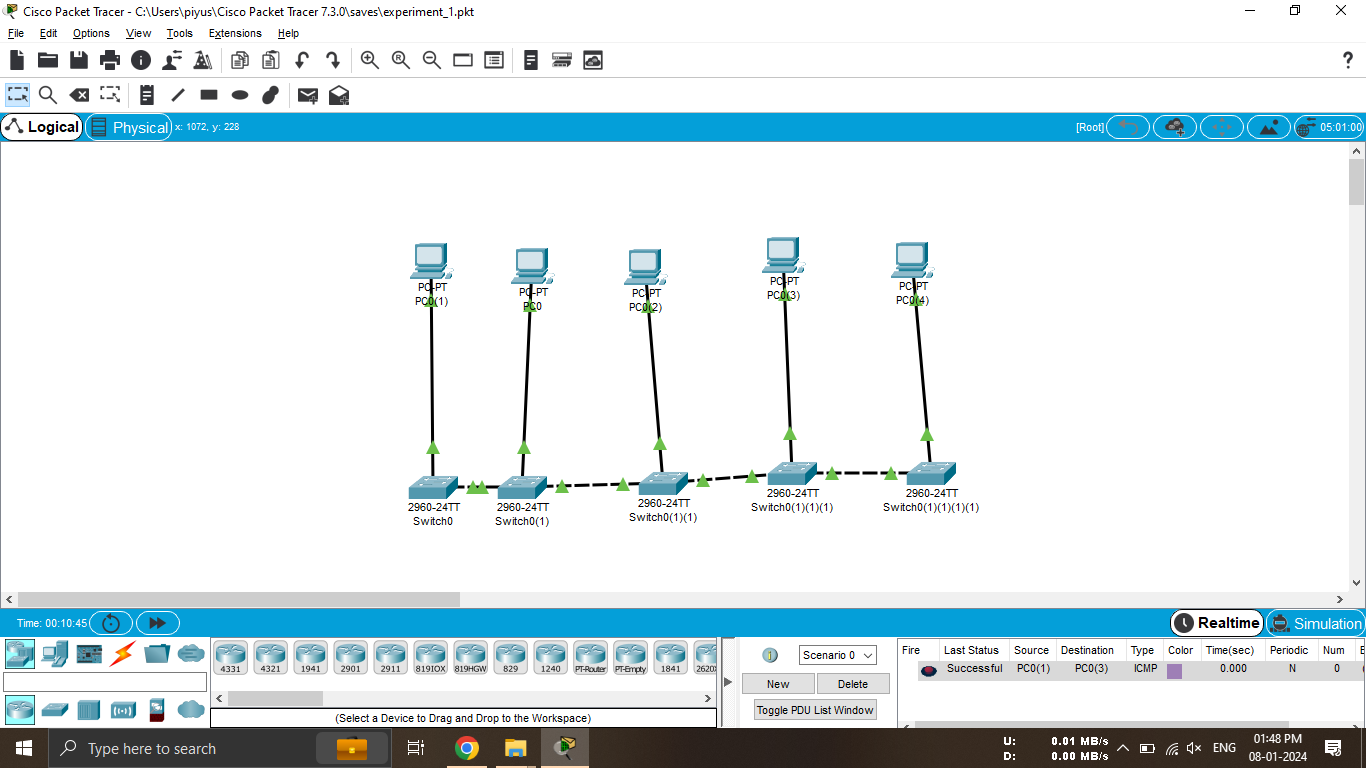 Cisco Packet Tracer - C:\Users\piyus\Cisco Packet Tracer 7.3.0\saves\experiment_1.pkt
File Edit Options View Tools Extensions Help
Logical Physical x: 1072, y: 228 [Root] 05:01:00
PC-PT
PC0(1)
PC-PT
PC0
PC-PT
PC0(2)
PC-PT
PC0(3)
PC-PT
PC0(4)
2960-24TT
Switch0
2960-24TT
Switch0(1)
2960-24TT
Switch0(1)(1)
2960-24TT
Switch0(1)(1)(1)
2960-24TT
Switch0(1)(1)(1)(1)
Time: 00:10:45 Realtime Simulation
4331 4321 1941 2901 2911 819IOX 819HGW 829 1240 PT-Router PT-Empty 1841 2620X
(Select a Device to Drag and Drop to the Workspace)
Scenario 0
New Delete
Toggle PDU List Window
Fire Last Status Source Destination Type Color Time(sec) Periodic Num
Successful PC0(1) PC0(3) ICMP 0.000 N 0
Type here to search
U: 0.01 MB/s
D: 0.00 MB/s
ENG
01:48 PM
08-01-2024